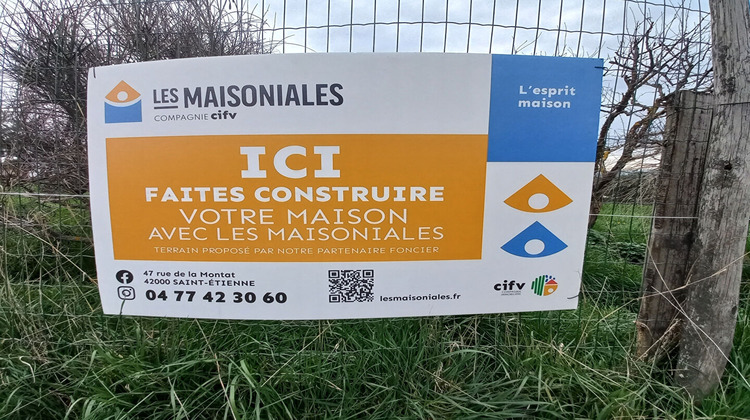 LES MAISONIALES
COMPAGNIE cifv
L'esprit
maison
ICI
FAITES CONSTRUIRE
VOTRE MAISON
AVEC LES MAISONIALES
TERRAIN PROPOSÉ PAR NOTRE PARTENAIRE FONCIER
47 rue de la Montat
42000 SAINT-ÉTIENNE
04 77 42 30 60
lesmaisoniales.fr
cifv